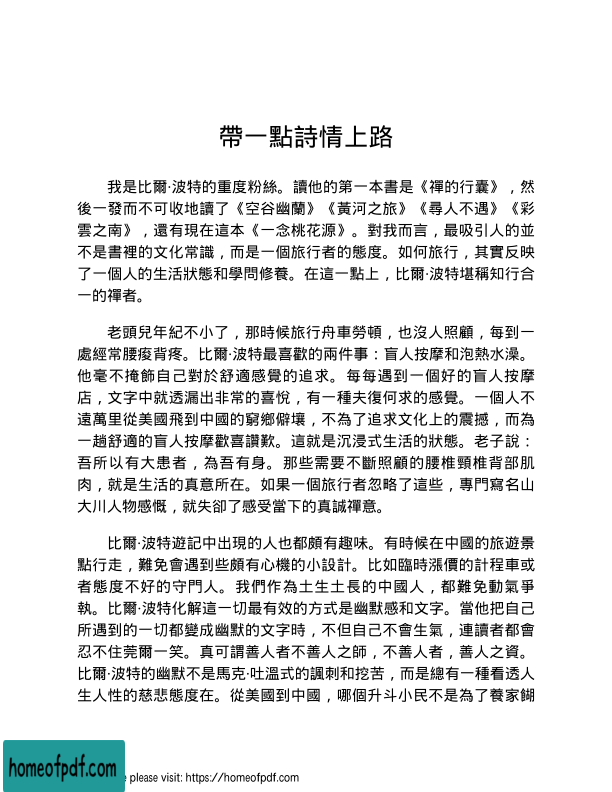 帶一點詩情上路
我是比爾·波特的重度粉絲。讀他的第一本書是《禪的行囊》，然
後一發而不可收地讀了《空谷幽蘭》《黃河之旅》《尋人不遇》《彩
雲之南》，還有現在這本《一念桃花源》。對我而言，最吸引人的並
不是書裡的文化常識，而是一個旅行者的態度。如何旅行，其實反映
了一個人的生活狀態和學問修養。在這一點上，比爾·波特堪稱知行合
一的禪者。
老頭兒年紀不小了，那時候旅行舟車勞頓，也沒人照顧，每到一
處經常腰痠背疼。比爾·波特最喜歡的兩件事：盲人按摩和泡熱水澡。
他毫不掩飾自己對於舒適感覺的追求。每每遇到一個好的盲人按摩
店，文字中就透漏出非常的喜悅，有一種夫復何求的感覺。一個人不
遠萬里從美國飛到中國的窮鄉僻壤，不為了追求文化上的震撼，而為
一趟舒適的盲人按摩歡喜讚歎。這就是沉浸式生活的狀態。老子說：
吾所以有大患者，為吾有身。那些需要不斷照顧的腰椎頸椎背部肌
肉，就是生活的真意所在。如果一個旅行者忽略了這些，專門寫名山
大川人物感慨，就失卻了感受當下的真誠禪意。
比爾·波特遊記中出現的人也都頗有趣味。有時候在中國的旅遊景
點行走，難免會遇到些頗有心機的小設計。比如臨時漲價的計程車或
者態度不好的守門人。我們作為土生土長的中國人，都難免動氣爭
執。比爾·波特化解這一切最有效的方式是幽默感和文字。當他把自己
所遇到的一切都變成幽默的文字時，不但自己不會生氣，連讀者都會
忍不住莞爾一笑。真可謂善人者不善人之師，不善人者，善人之資。
比爾·波特的幽默不是馬克·吐溫式的諷刺和挖苦，而是總有一種看透人
生人性的慈悲態度在。從美國到中國，哪個升斗小民不是為了養家餬
homeofpdf.com
please visit: https://homeofpdf.com